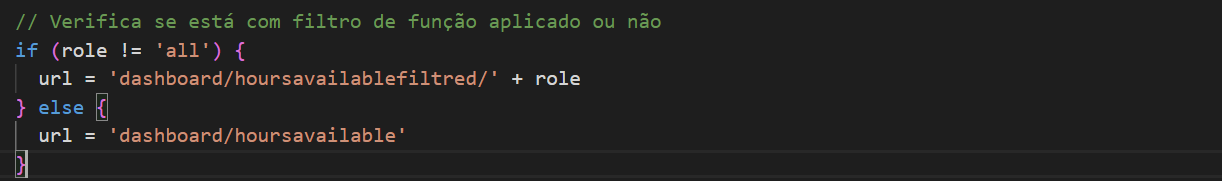 // Verifica se está com filtro de função aplicado ou não
if (role != 'all') {
  url = 'dashboard/hoursavailablefiltred/' + role
} else {
  url = 'dashboard/hoursavailable'
}